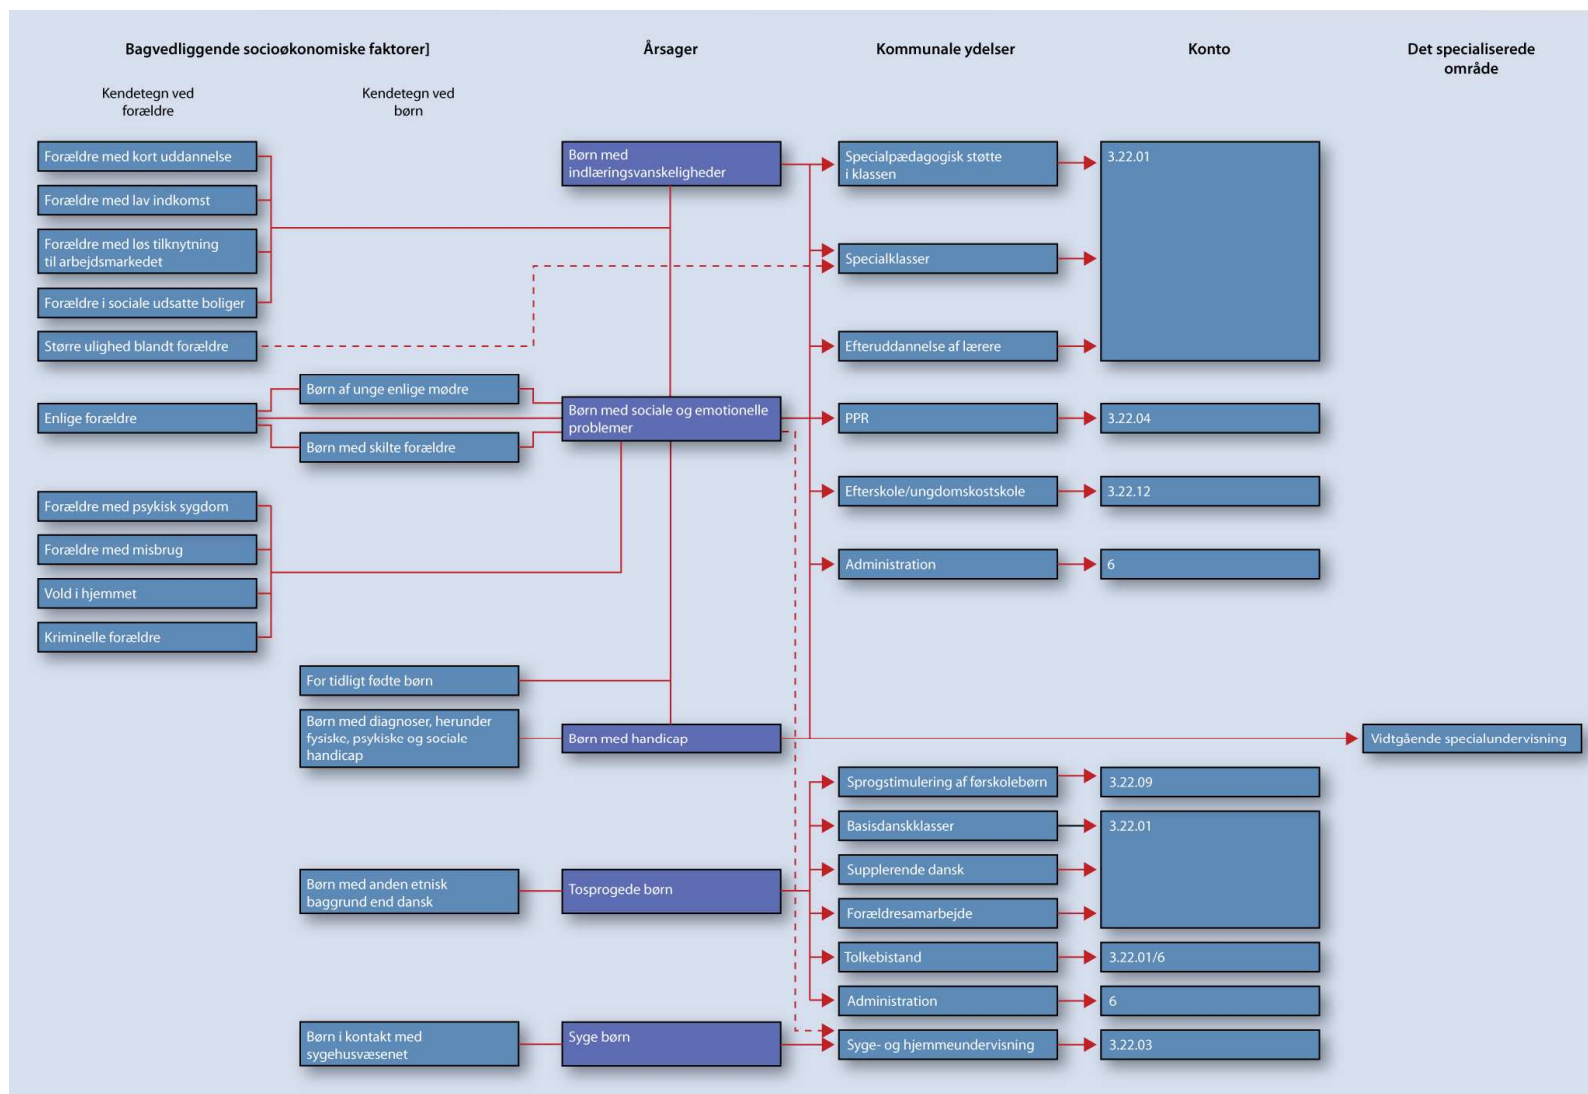 Bagvedliggende socioøkonomiske faktorer]
Årsager
Kommunale ydelser
Konto
Det specialiserede
område
Kendetegn ved
forældre
Kendetegn ved
børn
Forældre med kort uddannelse
Forældre med lav indkomst
Forældre med løs tilknytning
til arbejdsmarkedet
Forældre i sociale udsatte boliger
Større ulighed blandt forældre
Enlige forældre
Børn af unge enlige mødre
Børn med skilte forældre
Forældre med psykisk sygdom
Forældre med misbrug
Vold i hjemmet
Kriminelle forældre
For tidligt fødte børn
Børn med diagnoser, herunder
fysiske, psykiske og sociale
handicap
Børn med anden etnisk
baggrund end dansk
Børn i kontakt med
sygehusvæsenet
Børn med
indlæringsvanskeligheder
Børn med sociale og emotionelle
problemer
Børn med handicap
Tosprogede børn
Syge børn
Specialpædagogisk støtte
i klassen
Specialklasser
Efteruddannelse af lærere
PPR
Efterskole/ungdomskostskole
Administration
Sprogstimulering af førskolebørn
Basisdanskklasser
Supplerende dansk
Forældresamarbejde
Tolkebistand
Administration
Syge- og hjemmeundervisning
3.22.01
3.22.04
3.22.12
6
3.22.09
3.22.01
3.22.01/6
6
3.22.03
Vidtgående specialundervisning